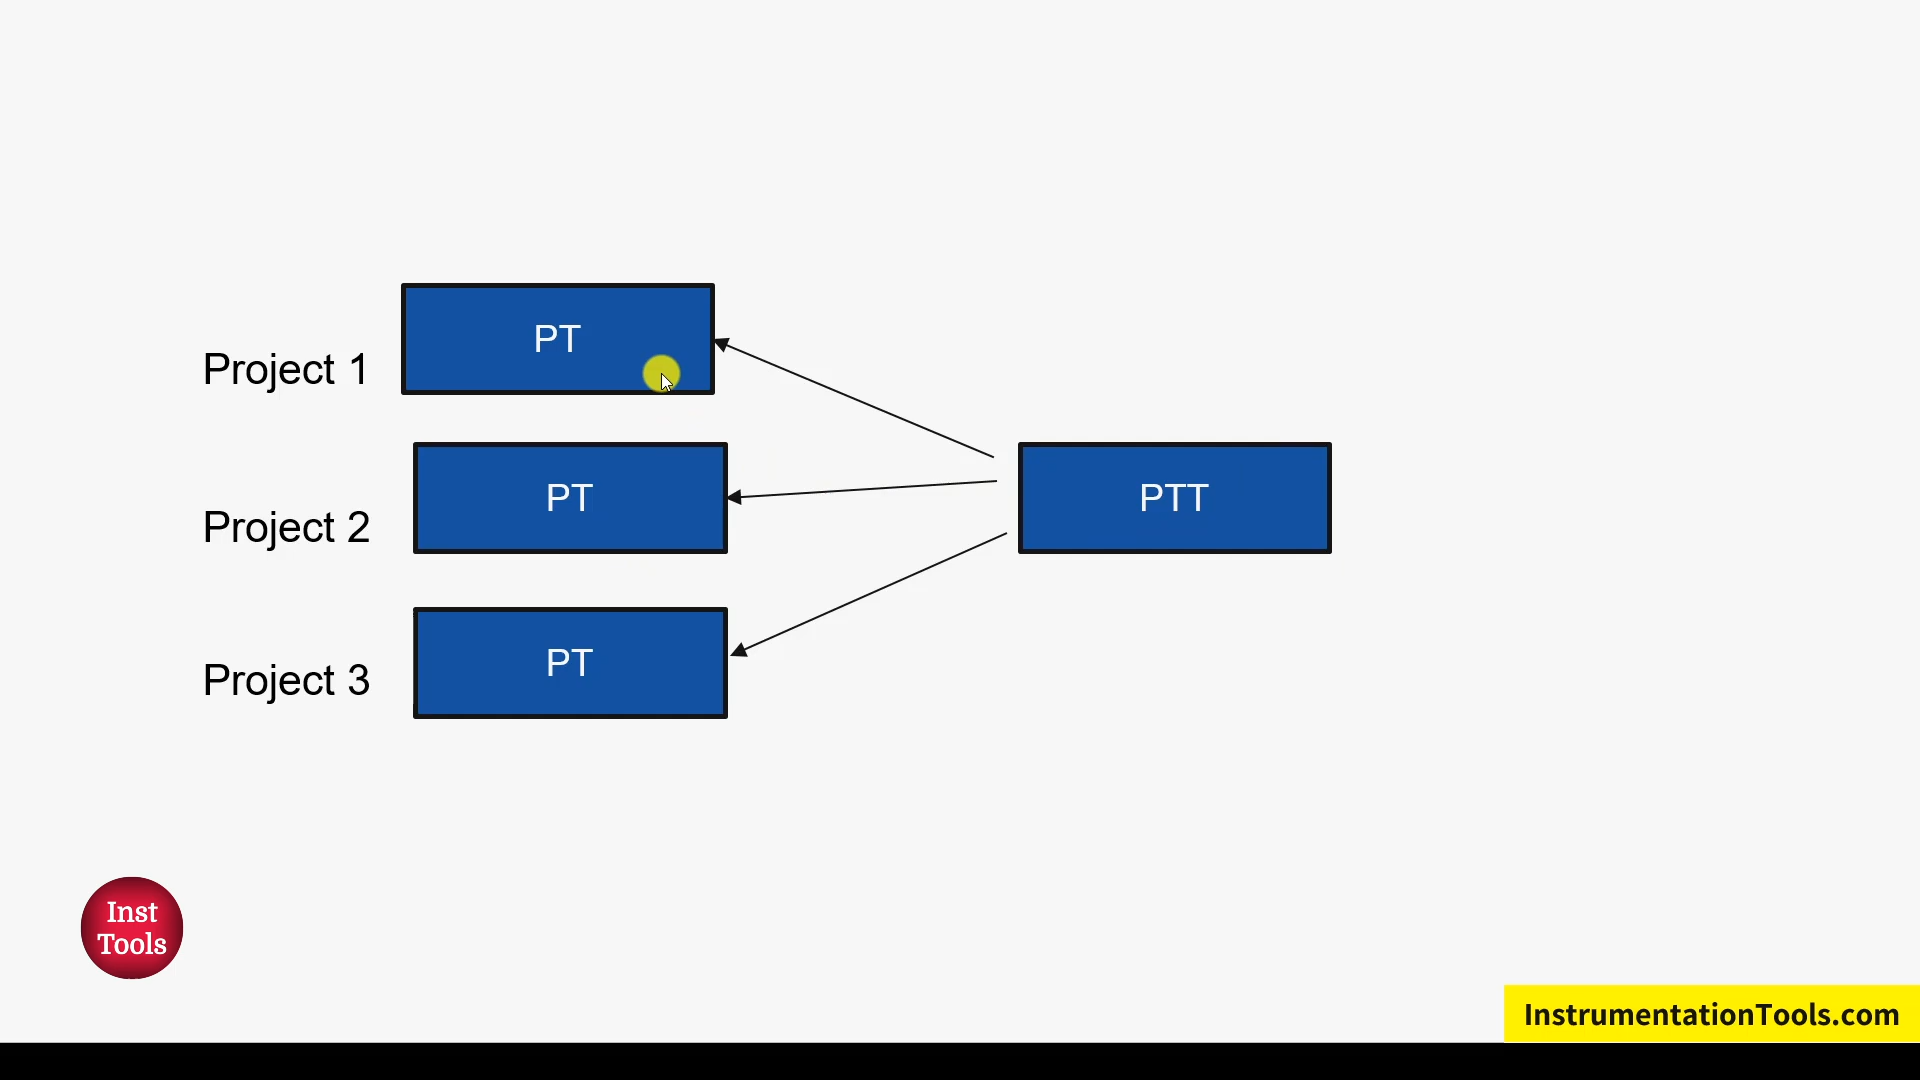 Project 1
PT
Project 2
PT
PTT
Project 3
PT
Inst
Tools
InstrumentationTools.com